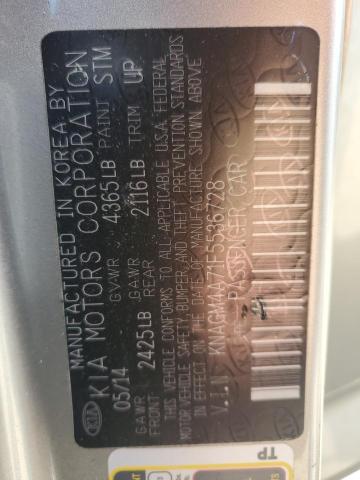 MANUFACTURED IN KOREA BY
KIA KIA MOTORS CORPORATION
05/14 GVWR 4365LB PAINT STM
GAWR GAWR
FRONT 2425LB REAR 2116LB TRIM UP
THIS VEHICLE CONFORMS TO ALL APPLICABLE U.S.A FEDERAL
MOTOR VEHICLE SAFETY BUMPER, AND THEFT PREVENTION STANDARDS
IN EFFECT ON THE DATE OF MANUFACTURE SHOWN ABOVE
V.I.N KNAGM4A71F5536728
PASSENGER CAR
TP